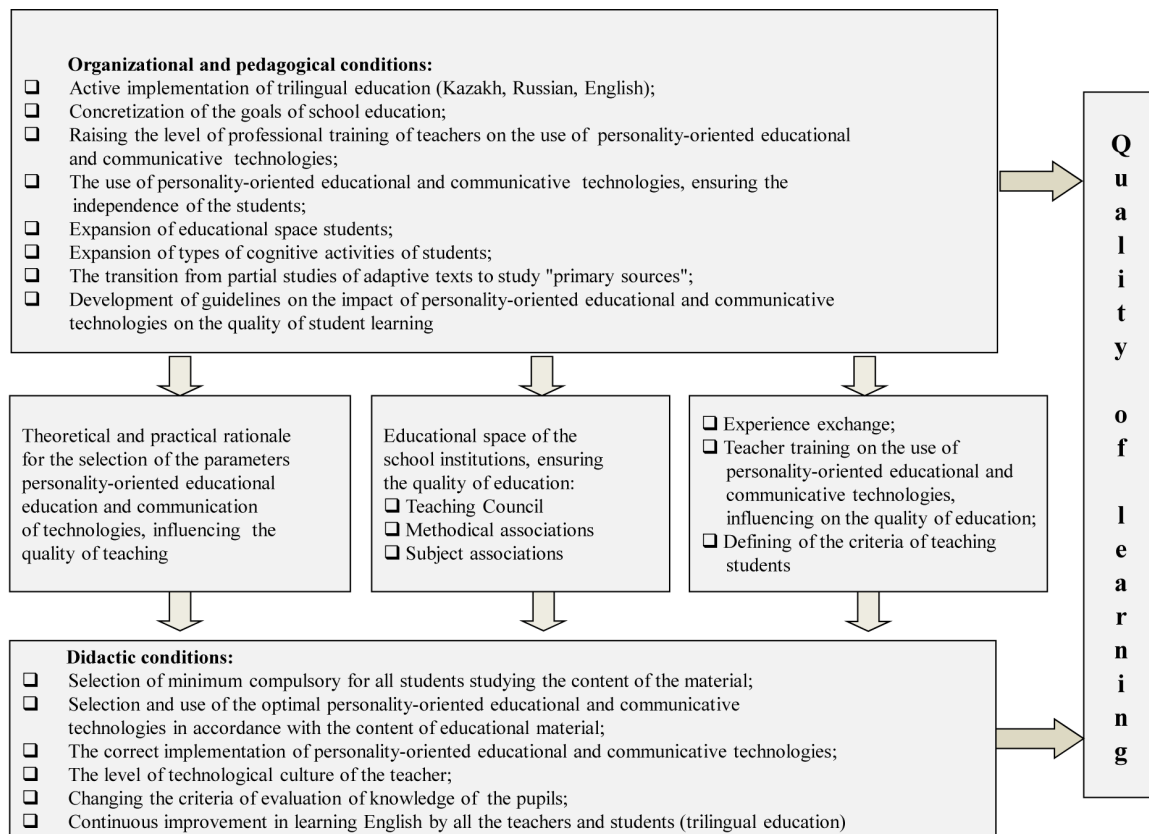 Organizational and pedagogical conditions:
❑ Active implementation of trilingual education (Kazakh, Russian, English);
❑ Concretization of the goals of school education;
❑ Raising the level of professional training of teachers on the use of personality-oriented educational
and communicative technologies;
❑ The use of personality-oriented educational and communicative technologies, ensuring the
independence of the students;
❑ Expansion of educational space students;
❑ Expansion of types of cognitive activities of students;
❑ The transition from partial studies of adaptive texts to study "primary sources";
❑ Development of guidelines on the impact of personality-oriented educational and communicative
technologies on the quality of student learning
Theoretical and practical rationale
for the selection of the parameters
personality-oriented educational
education and communication
of technologies, influencing the
quality of teaching
Educational space of the
school institutions, ensuring
the quality of education:
❑ Teaching Council
❑ Methodical associations
❑ Subject associations
❑ Experience exchange;
❑ Teacher training on the use of
personality-oriented educational and
communicative technologies,
influencing on the quality of education;
❑ Defining of the criteria of teaching
students
Didactic conditions:
❑ Selection of minimum compulsory for all students studying the content of the material;
❑ Selection and use of the optimal personality-oriented educational and communicative
technologies in accordance with the content of educational material;
❑ The correct implementation of personality-oriented educational and communicative technologies;
❑ The level of technological culture of the teacher;
❑ Changing the criteria of evaluation of knowledge of the pupils;
❑ Continuous improvement in learning English by all the teachers and students (trilingual education)
Quality of learning